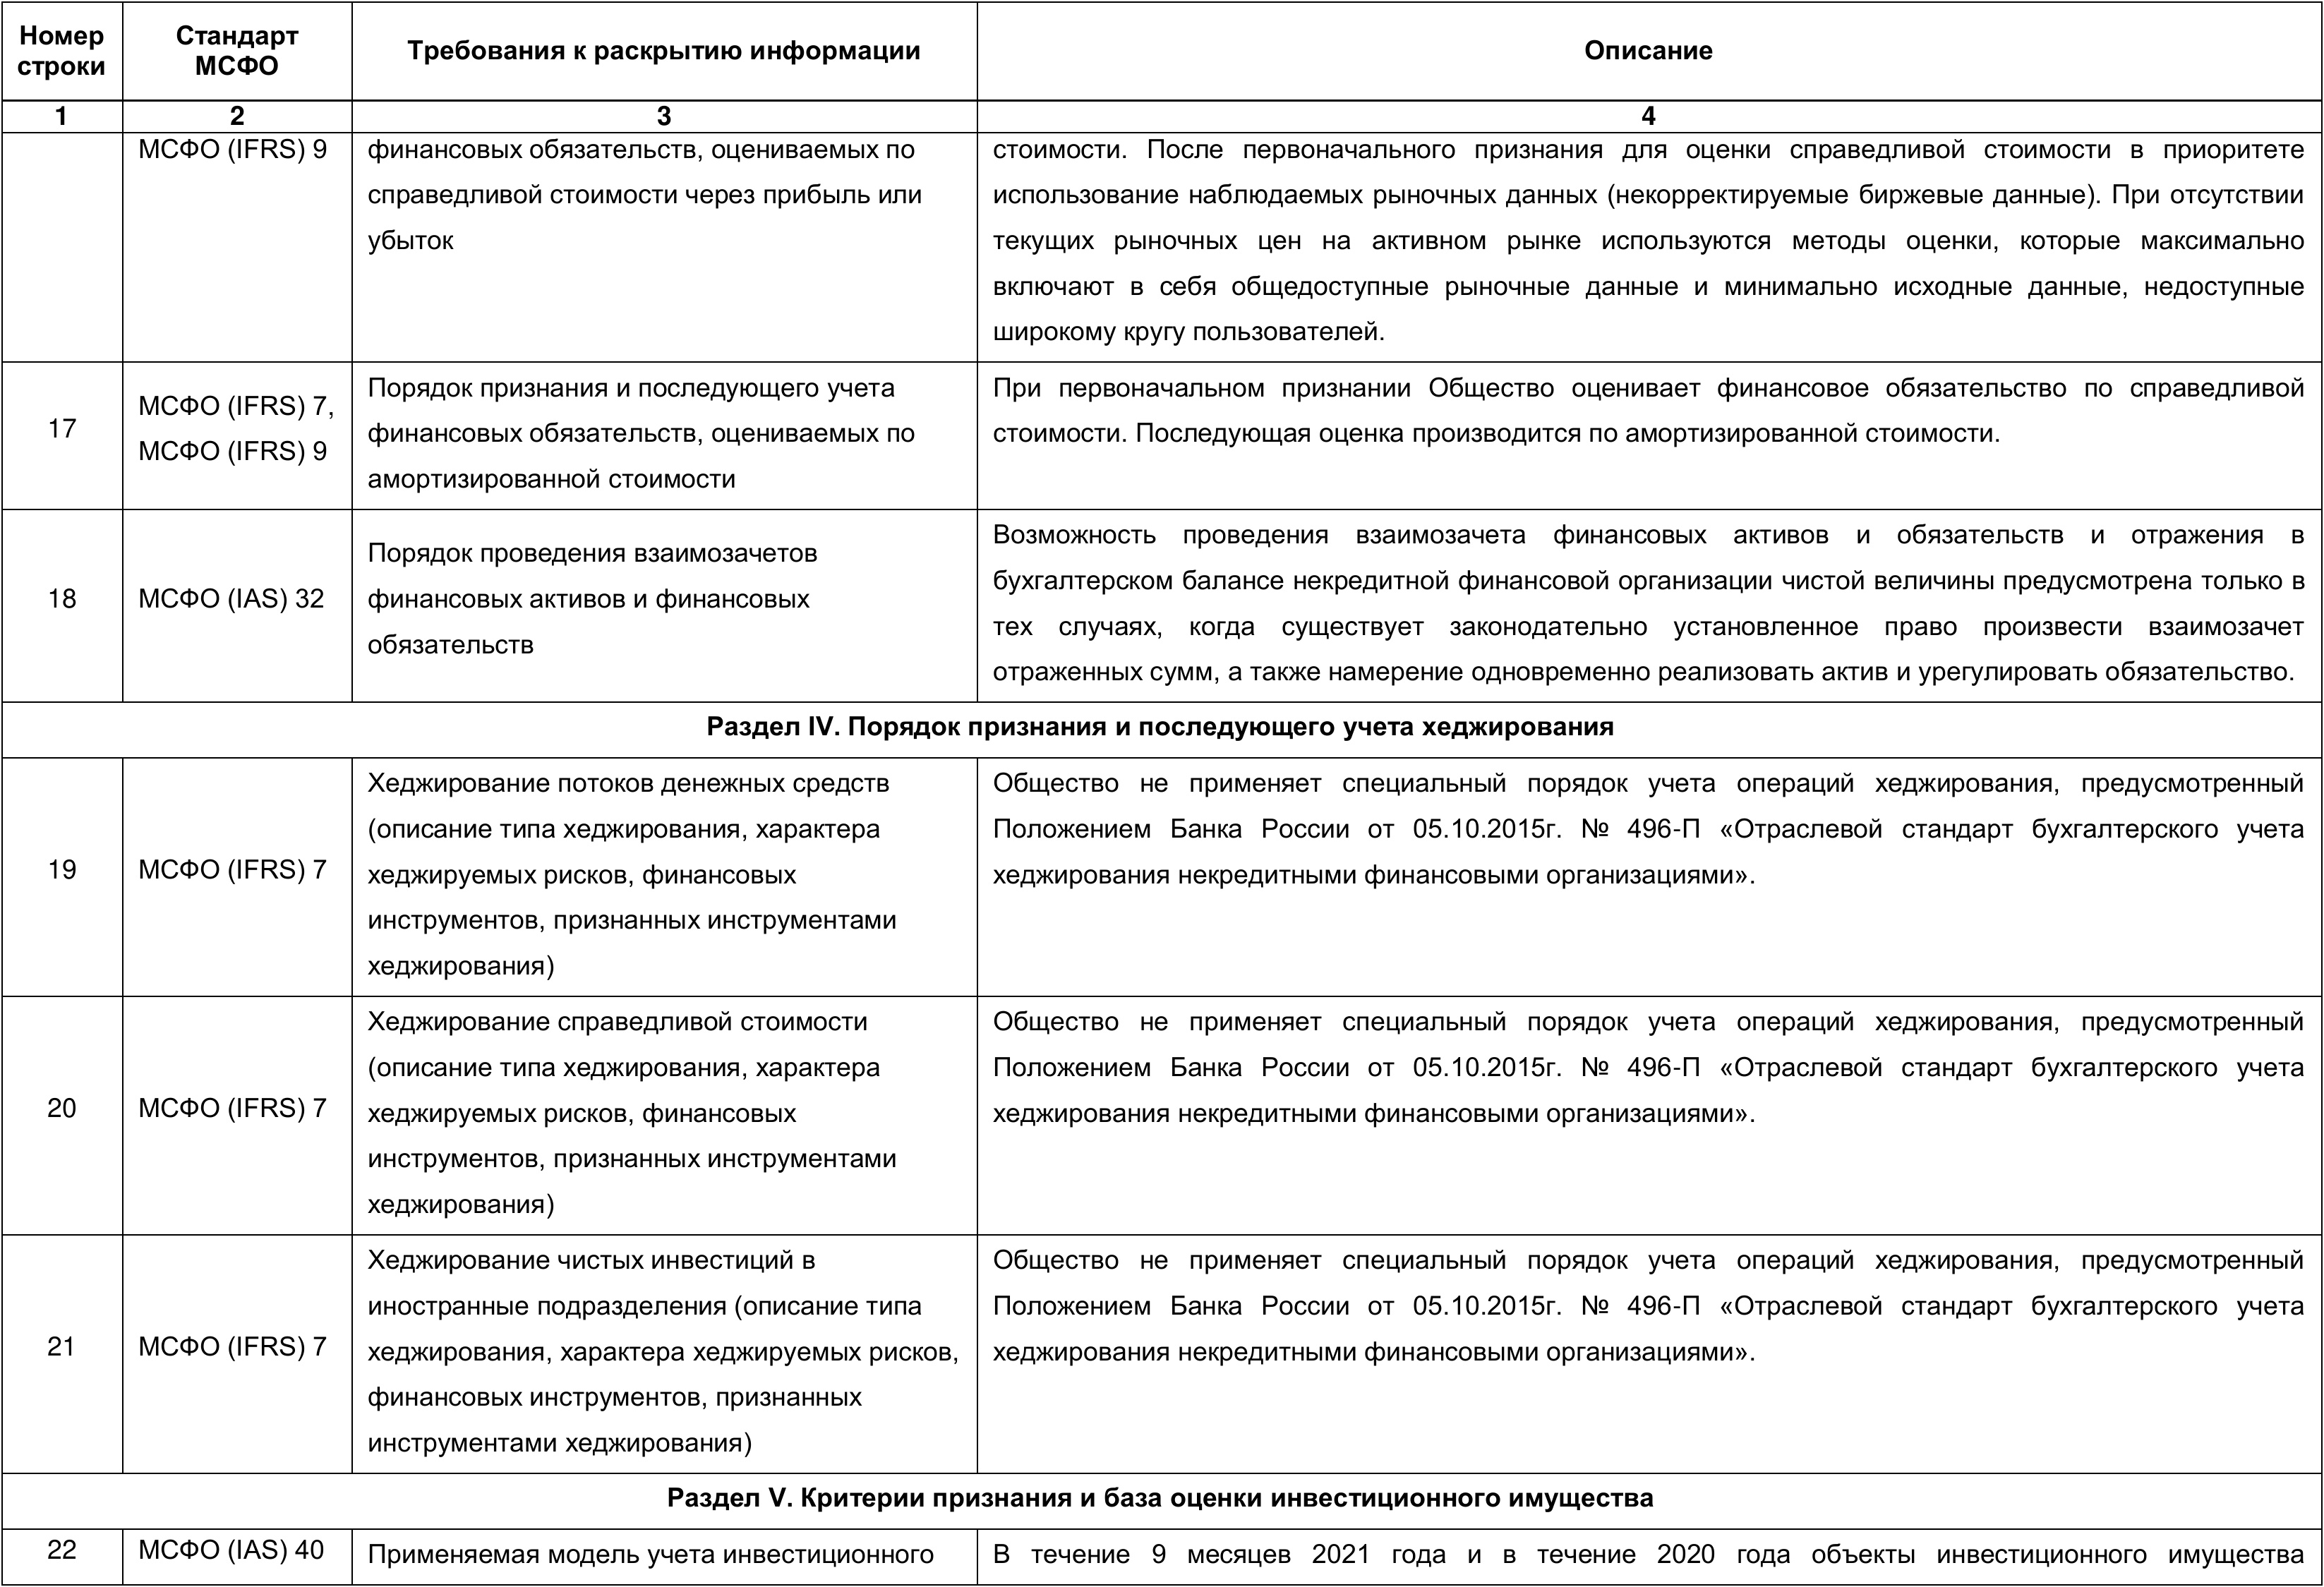 Номер строки
Стандарт МСФО
Требования к раскрытию информации
Описание
1
2
3
4
МСФО (IFRS) 9
финансовых обязательств, оцениваемых по
справедливой стоимости через прибыль или
убыток
стоимости. После первоначального признания для оценки справедливой стоимости в приоритете
использование наблюдаемых рыночных данных (некорректируемые биржевые данные). При отсутствии
текущих рыночных цен на активном рынке используются методы оценки, которые максимально
включают в себя общедоступные рыночные данные и минимально исходные данные, недоступные
широкому кругу пользователей.
17
МСФО (IFRS) 7,
МСФО (IFRS) 9
Порядок признания и последующего учета
финансовых обязательств, оцениваемых по
амортизированной стоимости
При первоначальном признании Общество оценивает финансовое обязательство по справедливой
стоимости. Последующая оценка производится по амортизированной стоимости.
18
МСФО (IAS) 32
Порядок проведения взаимозачетов
финансовых активов и финансовых
обязательств
Возможность проведения взаимозачета финансовых активов и обязательств и отражения в
бухгалтерском балансе некредитной финансовой организации чистой величины предусмотрена только в
тех случаях, когда существует законодательно установленное право произвести взаимозачет
отраженных сумм, а также намерение одновременно реализовать актив и урегулировать обязательство.
Раздел IV. Порядок признания и последующего учета хеджирования
19
МСФО (IFRS) 7
Хеджирование потоков денежных средств
(описание типа хеджирования, характера
хеджируемых рисков, финансовых
инструментов, признанных инструментами
хеджирования)
Общество не применяет специальный порядок учета операций хеджирования, предусмотренный
Положением Банка России от 05.10.2015г. № 496-П «Отраслевой стандарт бухгалтерского учета
хеджирования некредитными финансовыми организациями».
20
МСФО (IFRS) 7
Хеджирование справедливой стоимости
(описание типа хеджирования, характера
хеджируемых рисков, финансовых
инструментов, признанных инструментами
хеджирования)
Общество не применяет специальный порядок учета операций хеджирования, предусмотренный
Положением Банка России от 05.10.2015г. № 496-П «Отраслевой стандарт бухгалтерского учета
хеджирования некредитными финансовыми организациями».
21
МСФО (IFRS) 7
Хеджирование чистых инвестиций в
иностранные подразделения (описание типа
хеджирования, характера хеджируемых рисков,
финансовых инструментов, признанных
инструментами хеджирования)
Общество не применяет специальный порядок учета операций хеджирования, предусмотренный
Положением Банка России от 05.10.2015г. № 496-П «Отраслевой стандарт бухгалтерского учета
хеджирования некредитными финансовыми организациями».
Раздел V. Критерии признания и база оценки инвестиционного имущества
22
МСФО (IAS) 40
Применяемая модель учета инвестиционного
В течение 9 месяцев 2021 года и в течение 2020 года объекты инвестиционного имущества